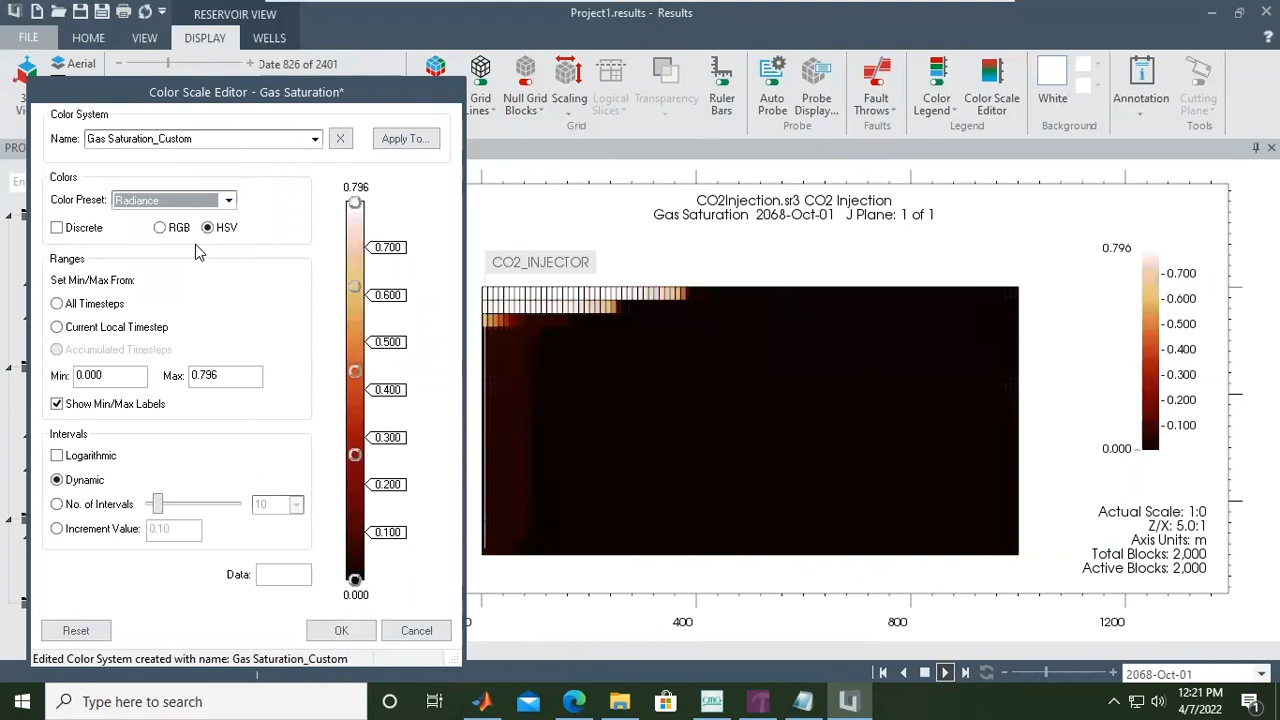 RESERVOIR VIEW
Project1.results - Results
FILE
HOME
VIEW
DISPLAY
WELLS
Aerial
Date 826 of 2401
Grid Lines
Null Grid Blocks
Scaling
Logical Slices
Transparency
Ruler Bars
Auto Probe
Probe Display...
Fault Throws
Color Legend
Color Scale Editor
White
Annotation
Cutting Plane
Grid
Probe
Faults
Legend
Background
Tools
Color Scale Editor - Gas Saturation*
Color System
Name: Gas Saturation_Custom
X
Apply To...
Colors
Color Preset: Radiance
Discrete
RGB
HSV
Ranges
Set Min/Max From:
All Timesteps
Current Local Timestep
Accumulated Timesteps
Min: 0.000 Max: 0.796
Show Min/Max Labels
Intervals
Logarithmic
Dynamic
No. of Intervals 10
Increment Value: 0.10
Data:
0.796
0.700
0.600
0.500
0.400
0.300
0.200
0.100
0.000
Reset
OK
Cancel
Edited Color System created with name: Gas Saturation_Custom
CO2Injection.sr3 CO2 Injection
Gas Saturation 2068-Oct-01 J Plane: 1 of 1
CO2_INJECTOR
0.796
0.700
0.600
0.500
0.400
0.300
0.200
0.100
0.000
Actual Scale: 1:0
Z/X: 5.0:1
Axis Units: m
Total Blocks: 2,000
Active Blocks: 2,000
400
800
1200
2068-Oct-01
Type here to search
12:21 PM
4/7/2022